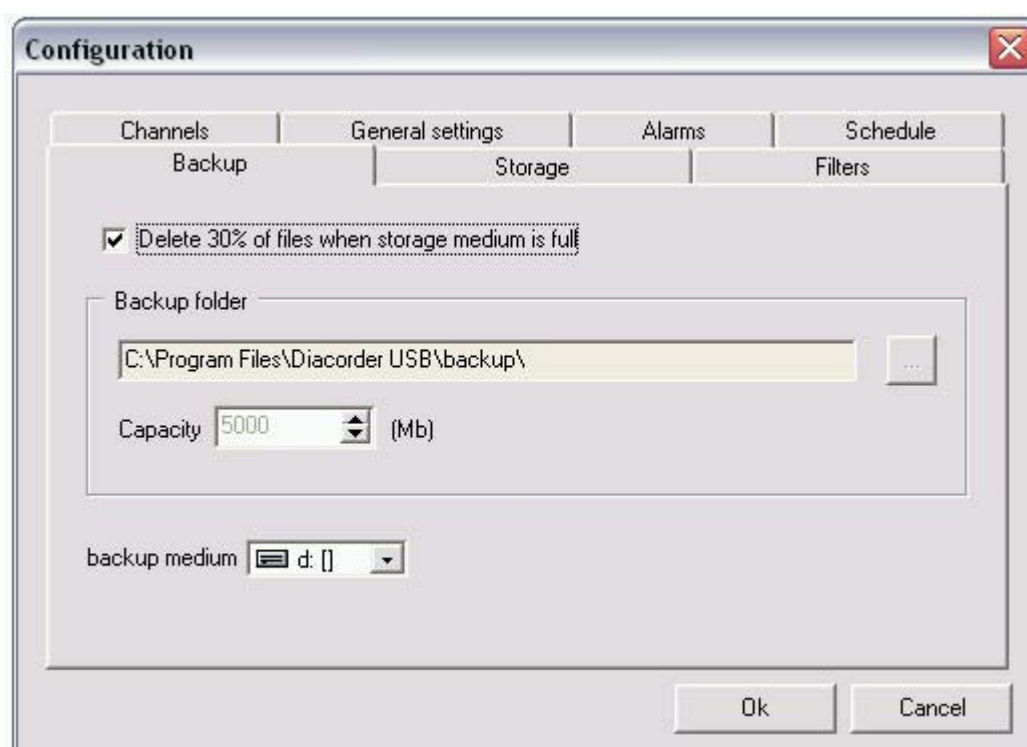 Configuration
Channels General settings Alarms Schedule
Backup Storage Filters
Delete 30% of files when storage medium is full
Backup folder
C:\Program Files\Diacorder USB\backup\
...
Capacity 5000 (Mb)
backup medium d: []
Ok Cancel